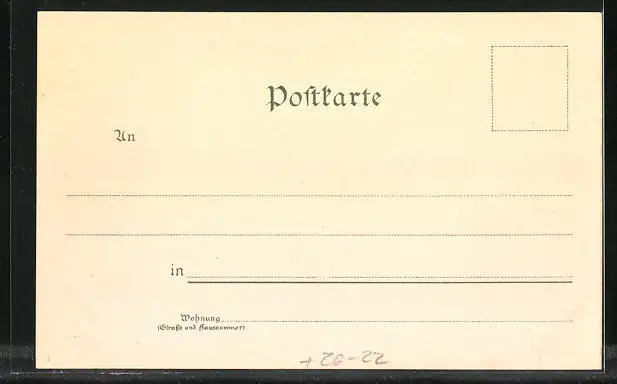 Postkarte
An
in
Wohnung
(Straße und Hausnummer)